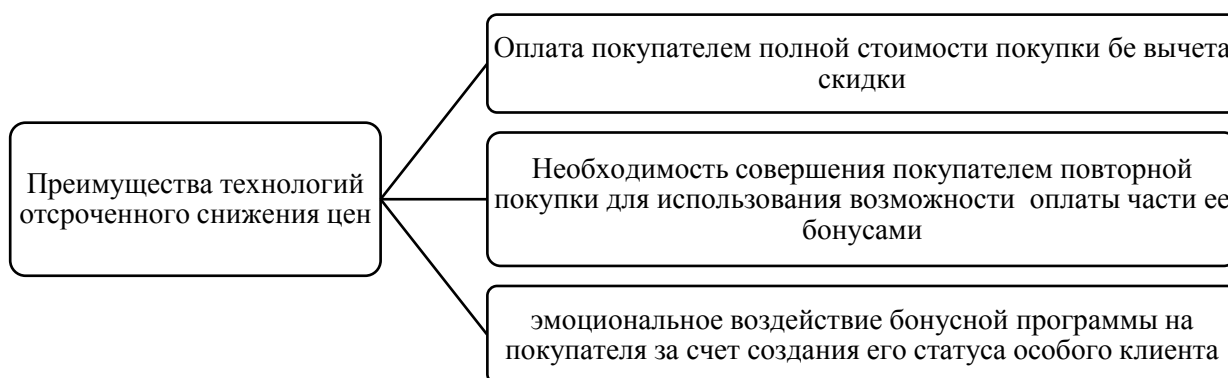 Оплата покупателем полной стоимости покупки бе вычета
скидки
Преимущества технологий
отсроченного снижения цен
Необходимость совершения покупателем повторной
покупки для использования возможности оплаты части ее
бонусами
эмоциональное воздействие бонусной программы на
покупателя за счет создания его статуса особого клиента